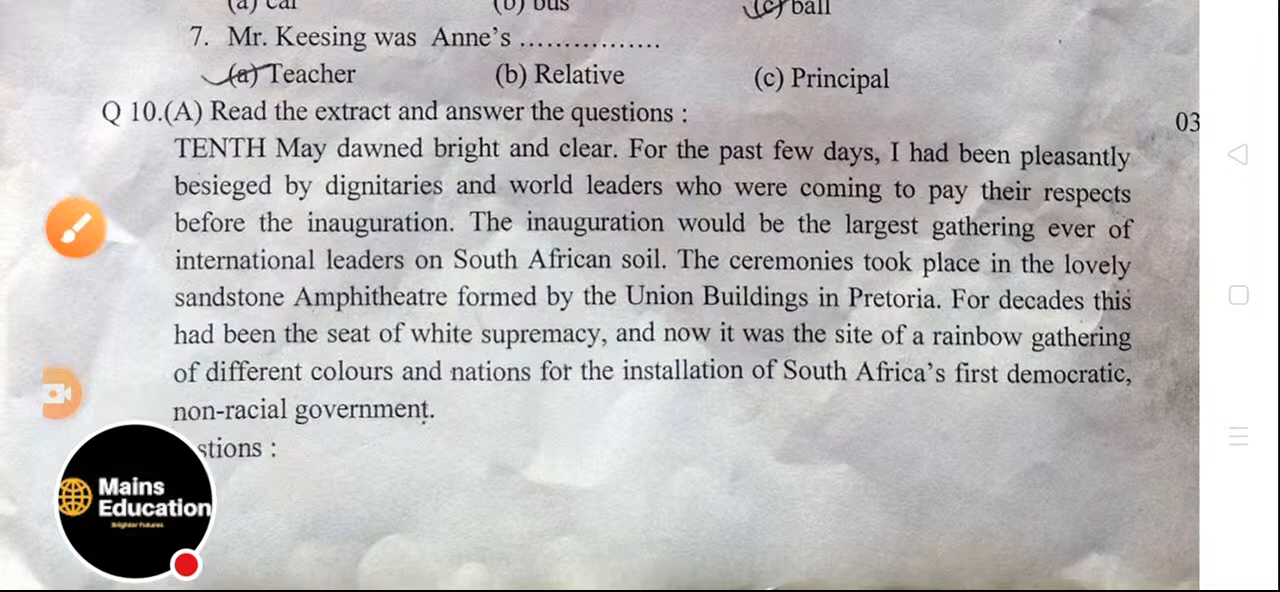 (a) car (b) bus (c) ball
7. Mr. Keesing was Anne's ................
(a) Teacher (b) Relative (c) Principal
Q 10.(A) Read the extract and answer the questions :
03
TENTH May dawned bright and clear. For the past few days, I had been pleasantly
besieged by dignitaries and world leaders who were coming to pay their respects
before the inauguration. The inauguration would be the largest gathering ever of
international leaders on South African soil. The ceremonies took place in the lovely
sandstone Amphitheatre formed by the Union Buildings in Pretoria. For decades this
had been the seat of white supremacy, and now it was the site of a rainbow gathering
of different colours and nations for the installation of South Africa's first democratic,
non-racial government.
stions :
Mains
Education
Brighter Futures